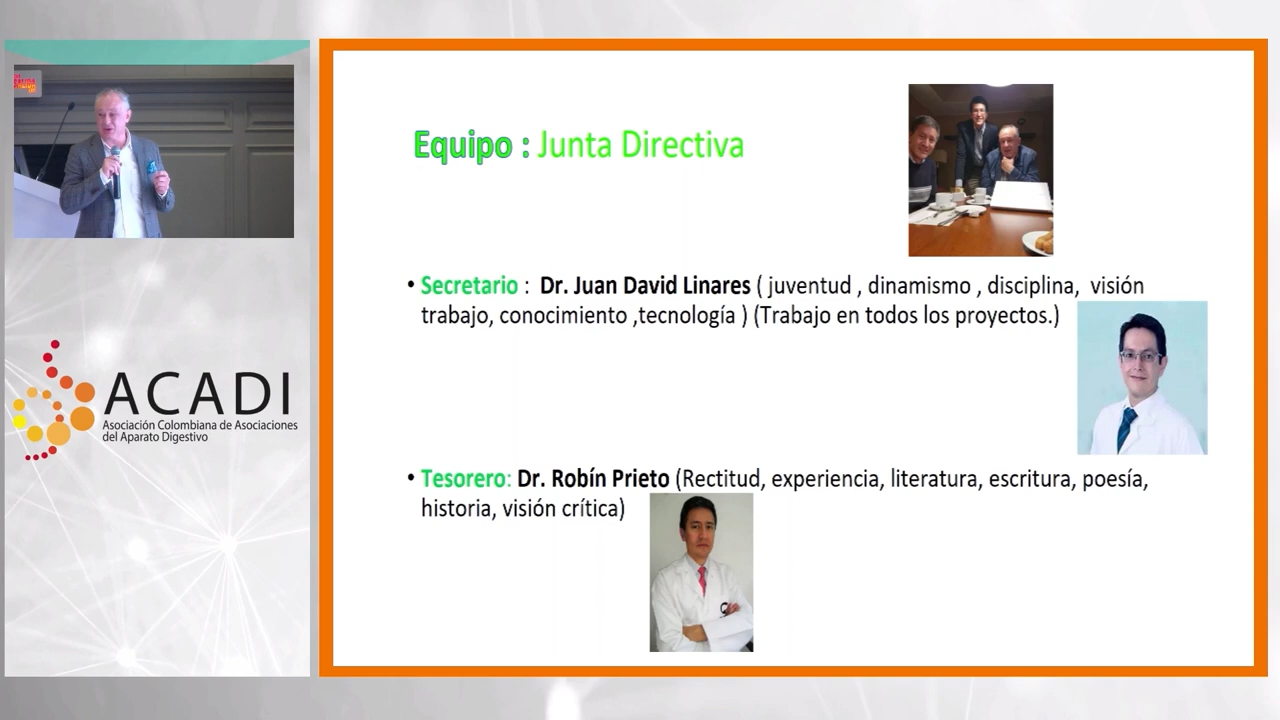 SALIDA
Equipo : Junta Directiva
• Secretario : Dr. Juan David Linares ( juventud , dinamismo , disciplina, visión
trabajo, conocimiento ,tecnología ) (Trabajo en todos los proyectos.)
ACADI
Asociación Colombiana de Asociaciones
del Aparato Digestivo
• Tesorero: Dr. Robín Prieto (Rectitud, experiencia, literatura, escritura, poesía,
historia, visión crítica)